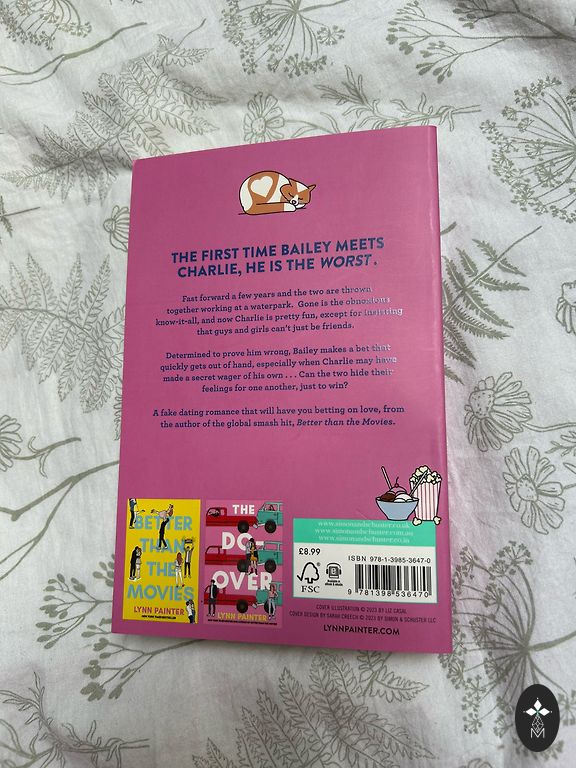 THE FIRST TIME BAILEY MEETS
CHARLIE, HE IS THE WORST.
Fast forward a few years and the two are thrown
together working at a waterpark. Gone is the obnoxious
know-it-all, and now Charlie is pretty fun, except for insisting
that guys and girls can't just be friends.
Determined to prove him wrong, Bailey makes a bet that
quickly gets out of hand, especially when Charlie may have
made a secret wager of his own . . . Can the two hide their
feelings for one another, just to win?
A fake dating romance that will have you betting on love, from
the author of the global smash hit, Better than the Movies.
BETTER
THAN
THE
MOVIES
LYNN PAINTER
THE
DO-
OVER
LYNN PAINTER
www.simonandschuster.co.uk
www.simonandschuster.com.au
www.simonandschuster.co.in
£8.99
FSC
ISBN 978-1-3985-3647-0
9 781398 536470
COVER ILLUSTRATION © 2023 BY LIZ CASAL
COVER DESIGN BY SARAH CREECH © 2023 BY SIMON & SCHUSTER LLC
LYNNPAINTER.COM
M